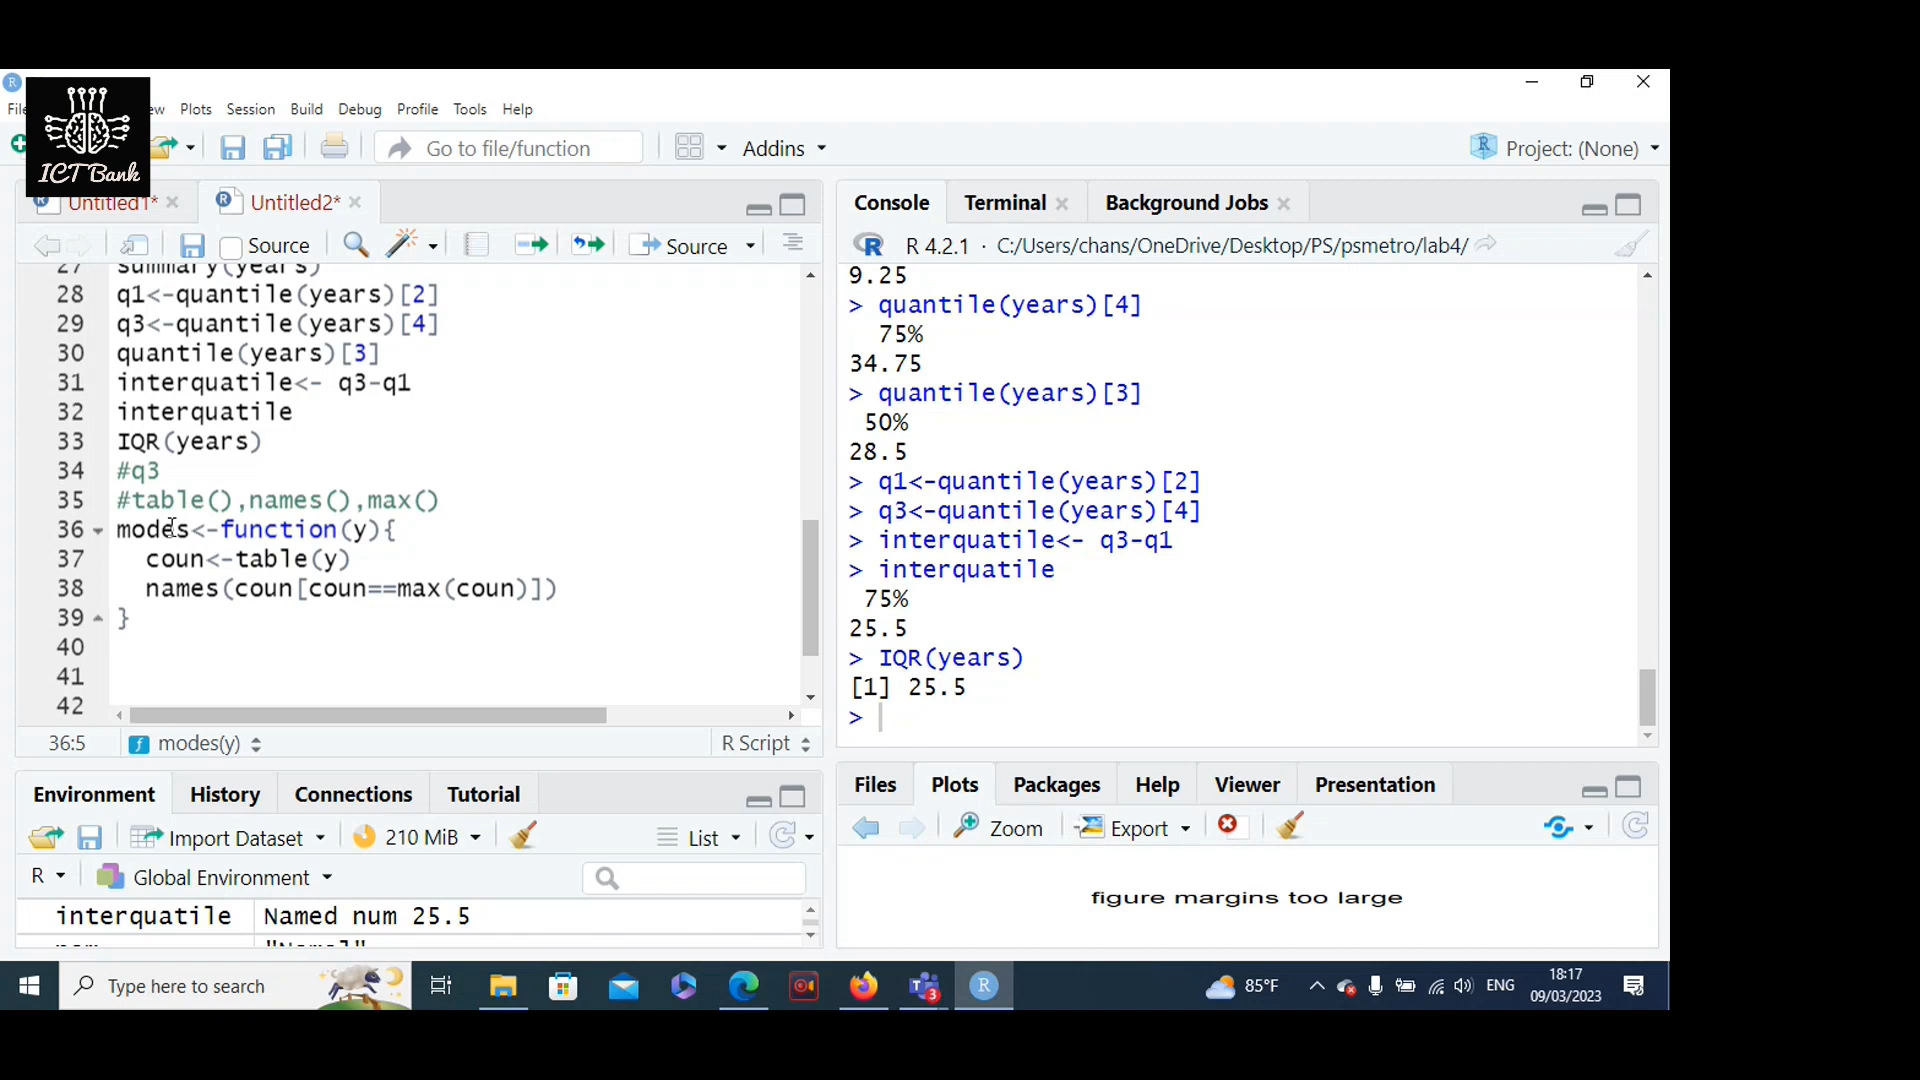 ICT Bank
Plots Session Build Debug Profile Tools Help
Go to file/function Addins Project: (None)
Untitled1* Untitled2*
Source Source
27 summary(years)
28 q1<-quantile(years)[2]
29 q3<-quantile(years)[4]
30 quantile(years)[3]
31 interquatile<- q3-q1
32 interquatile
33 IQR(years)
34 #q3
35 #table(),names(),max()
36 modes<-function(y){
37 coun<-table(y)
38 names(coun[coun==max(coun)])
39 }
40
41
42
36:5 modes(y) R Script
Console Terminal Background Jobs
R 4.2.1 · C:/Users/chans/OneDrive/Desktop/PS/psmetro/lab4/
9.25
> quantile(years)[4]
75%
34.75
> quantile(years)[3]
50%
28.5
> q1<-quantile(years)[2]
> q3<-quantile(years)[4]
> interquatile<- q3-q1
> interquatile
75%
25.5
> IQR(years)
[1] 25.5
>
Environment History Connections Tutorial
Import Dataset 210 MiB List
R Global Environment
interquatile Named num 25.5
Files Plots Packages Help Viewer Presentation
Zoom Export
figure margins too large
Type here to search
3
85°F ENG 18:17
09/03/2023